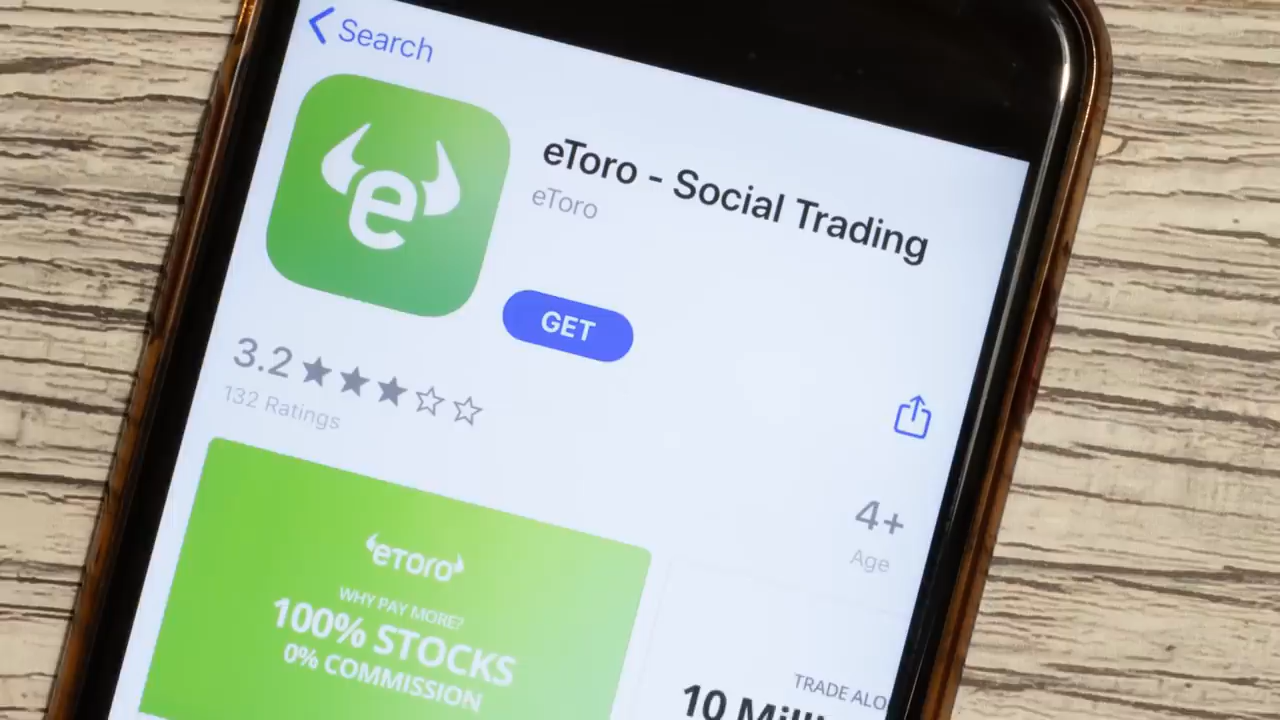 Search
e
eToro - Social Trading
eToro
GET
3.2
132 Ratings
4+
Age
eTORO
WHY PAY MORE?
100% STOCKS
0% COMMISSION
TRADE ALO
10